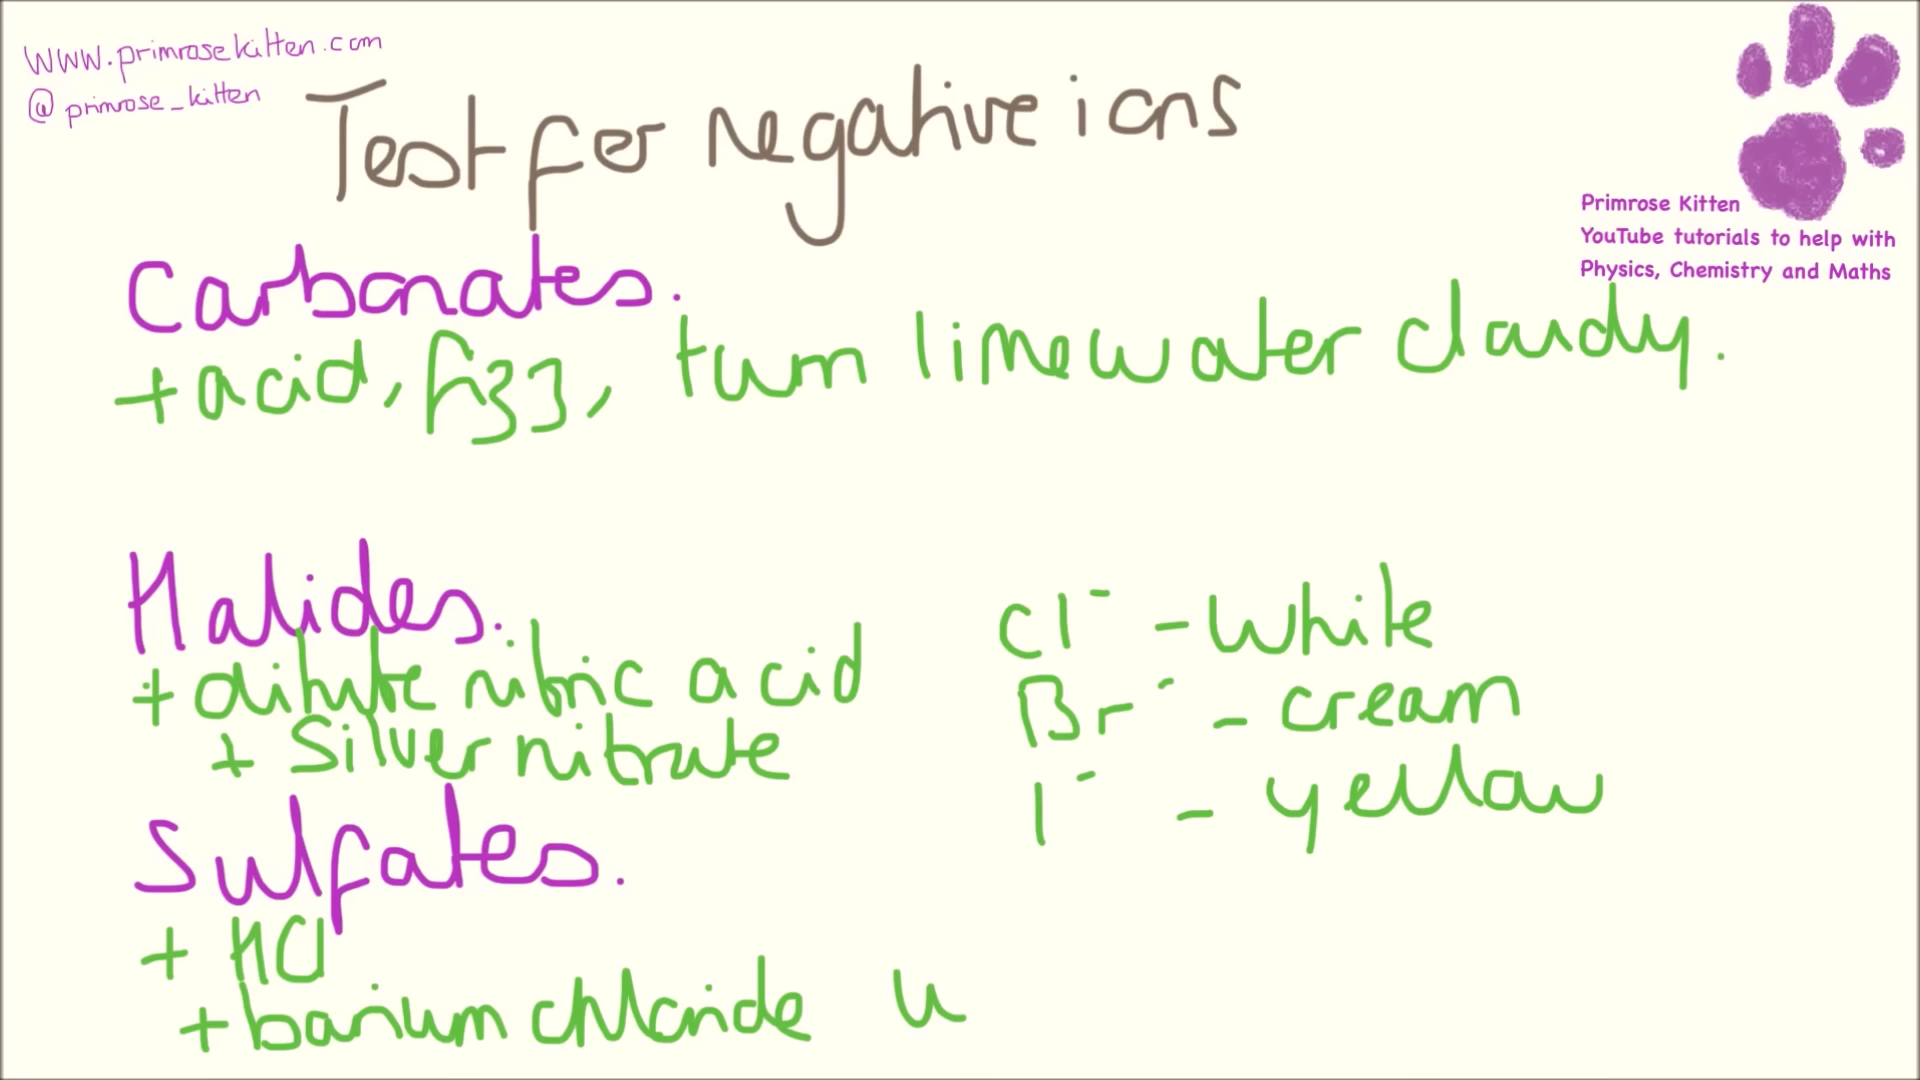 www.primrosekitten.com
@primrose_kitten
Test for negative ions
Primrose Kitten
YouTube tutorials to help with
Physics, Chemistry and Maths
Carbonates.
+ acid, fizz, turn limewater cloudy.
Halides.
+ dilute nitric acid
+ Silver nitrate
Cl⁻ - White
Br⁻ - cream
I⁻ - yellow
Sulfates.
+ HCl
+ barium chloride